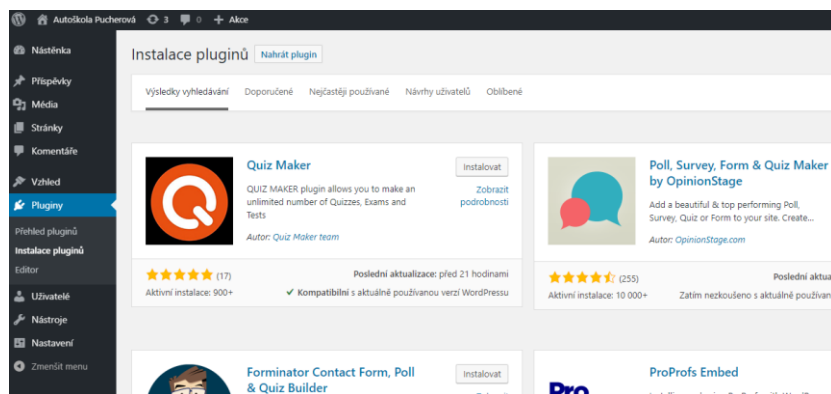 Autoškola Pucherová 3 0 + Akce
Nástěnka
Příspěvky
Média
Stránky
Komentáře
Vzhled
Pluginy
Přehled pluginů
Instalace pluginů
Editor
Uživatelé
Nástroje
Nastavení
Zmenšit menu
Instalace pluginů Nahrát plugin
Výsledky vyhledávání Doporučené Nejčastěji používané Návrhy uživatelů Oblíbené
Quiz Maker
Instalovat
Zobrazit
podrobnosti
QUIZ MAKER plugin allows you to make an
unlimited number of Quizzes, Exams and
Tests
Autor: Quiz Maker team
(17)
Poslední aktualizace: před 21 hodinami
Aktivní instalace: 900+
Kompatibilní s aktuálně používanou verzí WordPressu
Poll, Survey, Form & Quiz Maker
by OpinionStage
Add a beautiful & top performing Poll,
Survey, Quiz or Form to your site. Create...
Autor: OpinionStage.com
(255)
Poslední
Aktivní instalace: 10 000+
Zatím nezkoušeno s aktuálně
Forminator Contact Form, Poll
& Quiz Builder
Instalovat
Pro
ProProfs Embed